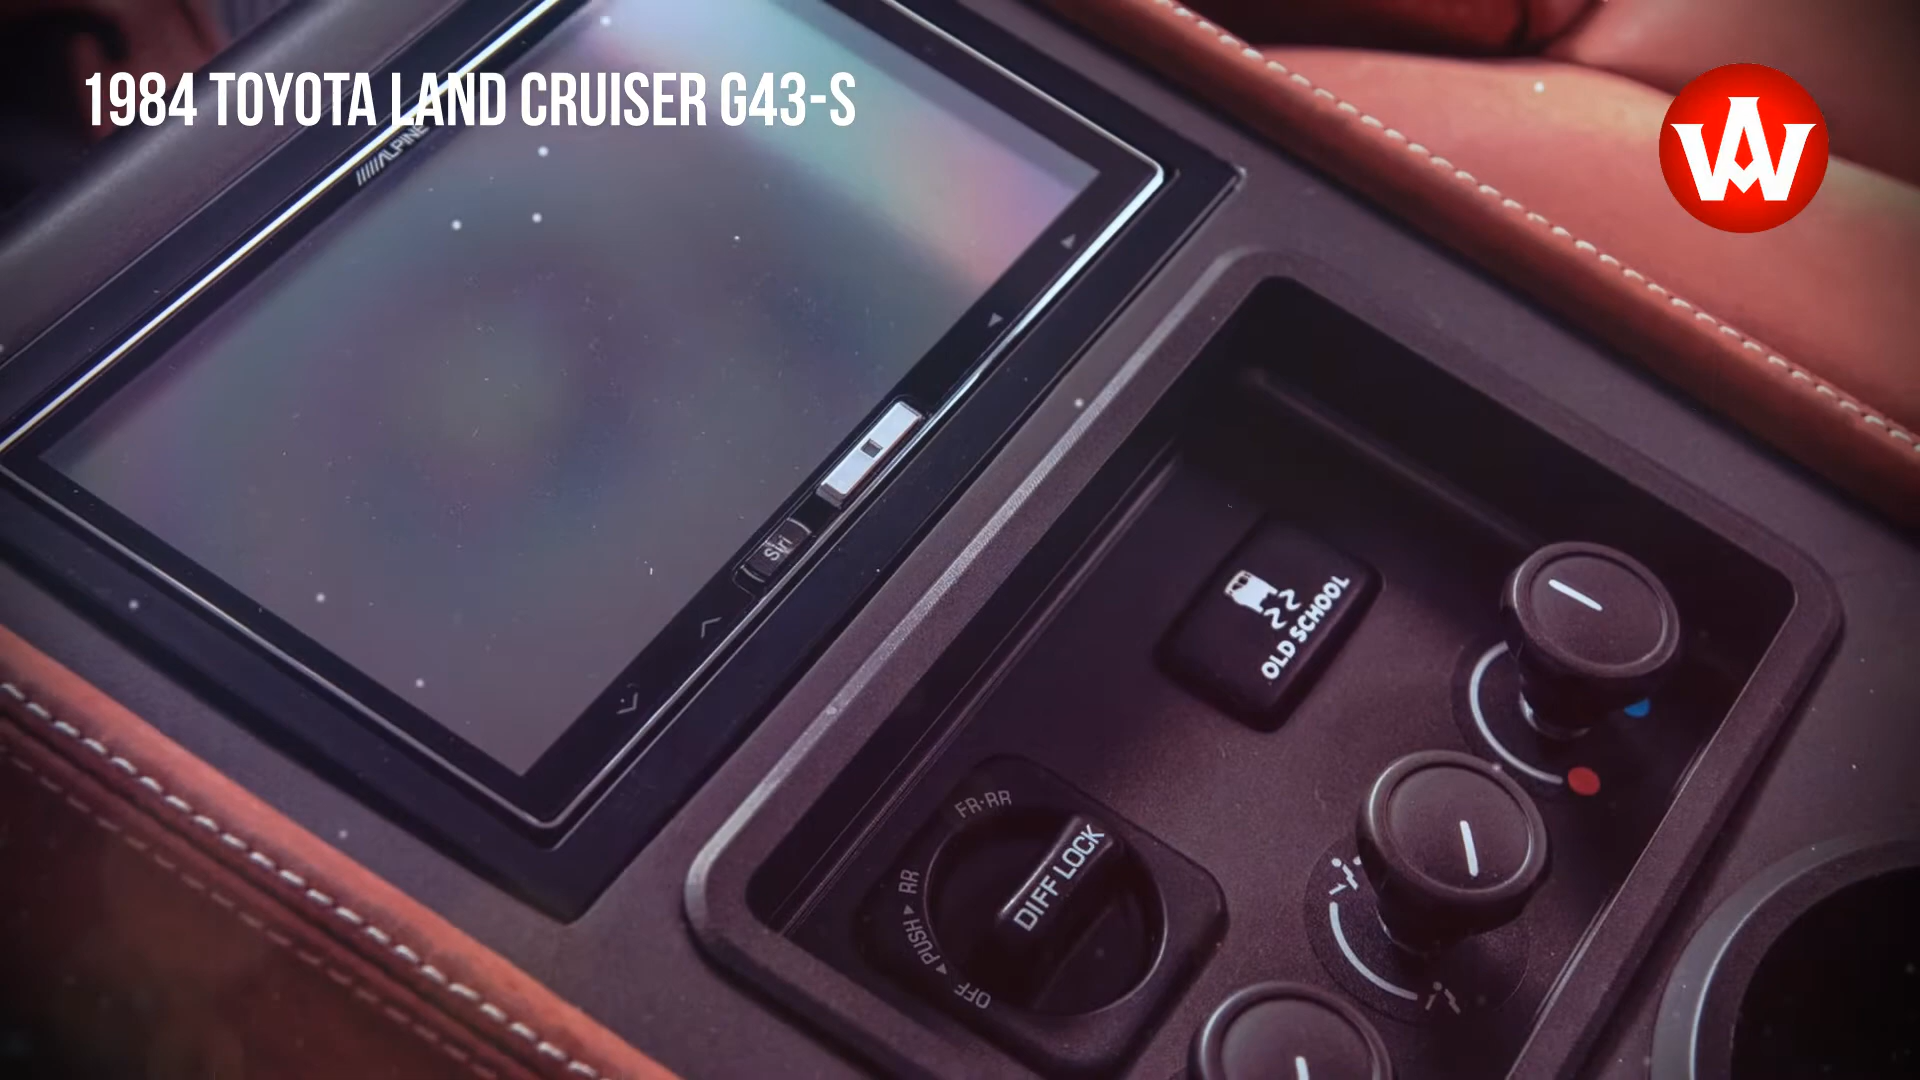 1984 TOYOTA LAND CRUISER G43-S
ALPINE
Siri
OLD SCHOOL
FR·RR
DIFF LOCK
RR
PUSH
OFF